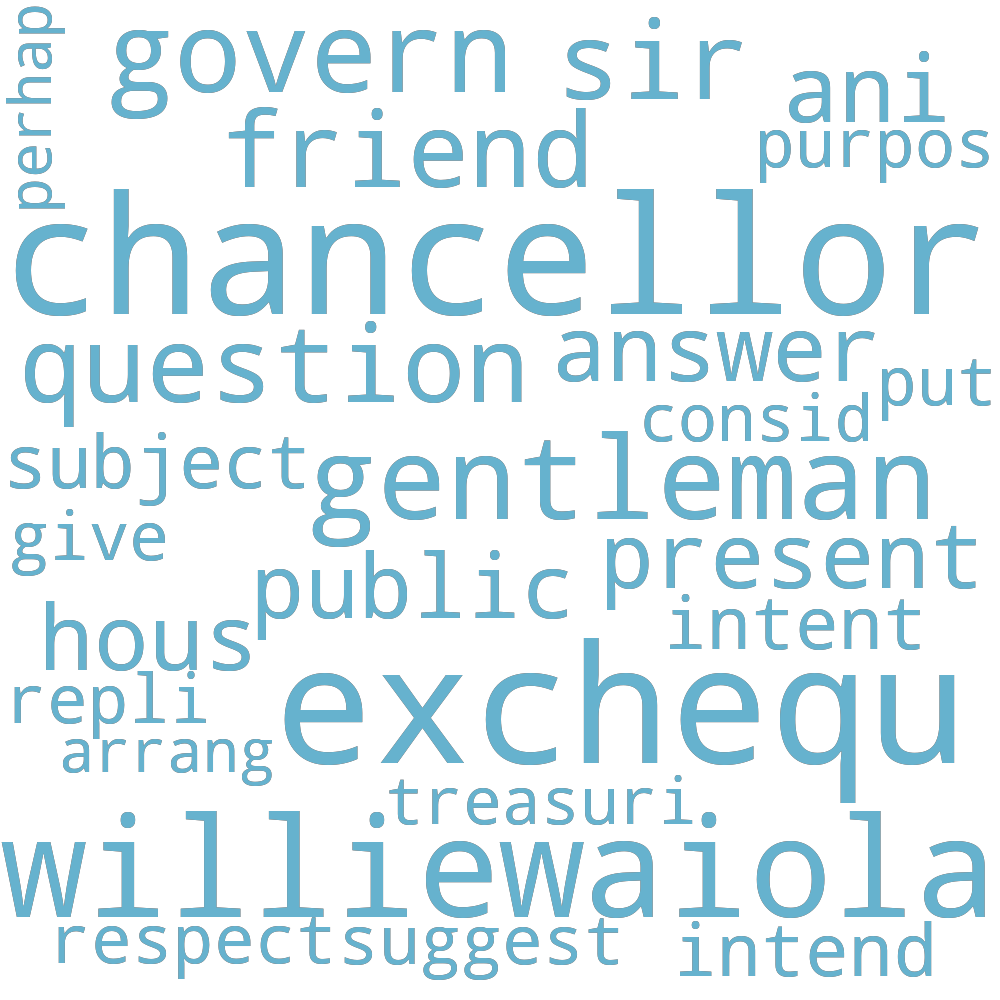 perhap
govern
sir
ani
purpos
friend
chancellor
question
answer
put
consid
subject
gentleman
give
present
public
intent
hous
exchequ
repli
arrang
treasuri
williewaiola
respect
suggest
intend